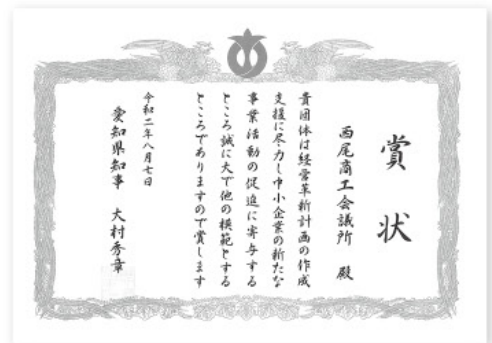 賞状
西尾商工会議所 殿
貴団体は経営革新計画の作成
支援に尽力し中小企業の新たな
事業活動の促進に寄与する
ところ誠に大で他の模範とする
ところでありますので賞します
令和二年八月七日
愛知県知事 大村秀章